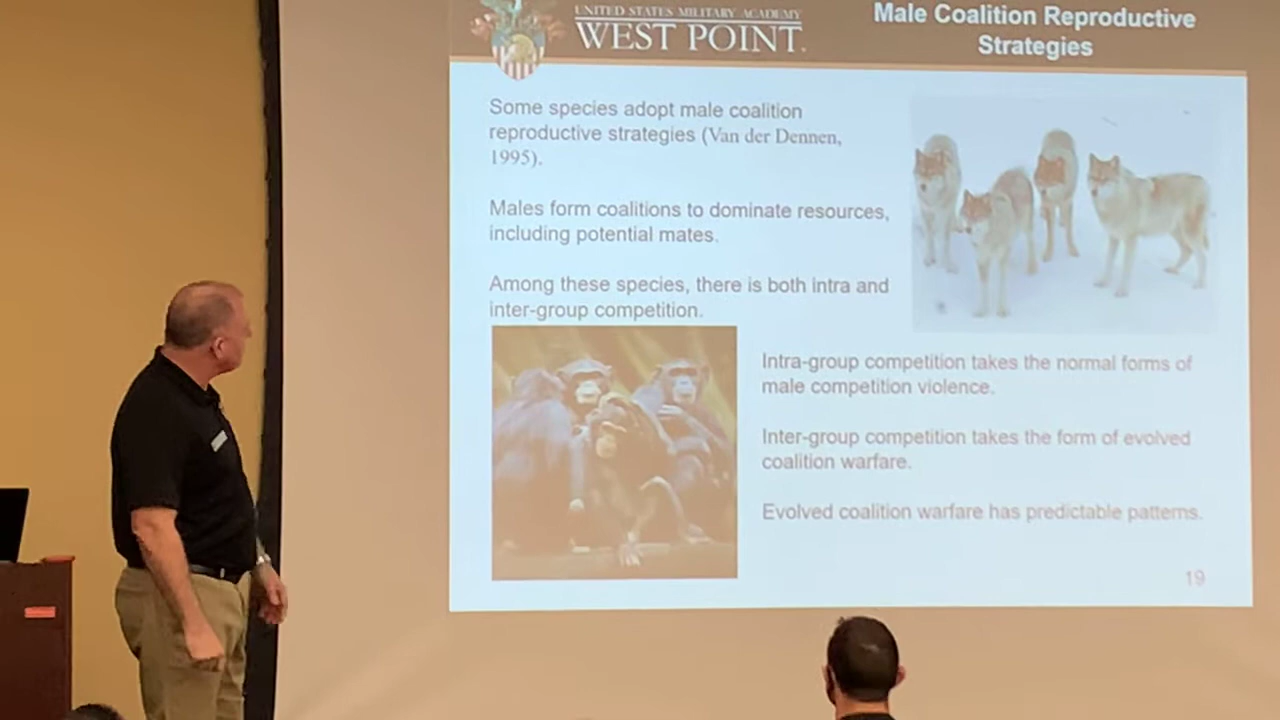 UNITED STATES MILITARY ACADEMY
WEST POINT.
Male Coalition Reproductive
Strategies
Some species adopt male coalition
reproductive strategies (Van der Dennen,
1995).
Males form coalitions to dominate resources,
including potential mates.
Among these species, there is both intra and
inter-group competition.
Intra-group competition takes the normal forms of
male competition violence.
Inter-group competition takes the form of evolved
coalition warfare.
Evolved coalition warfare has predictable patterns.
19